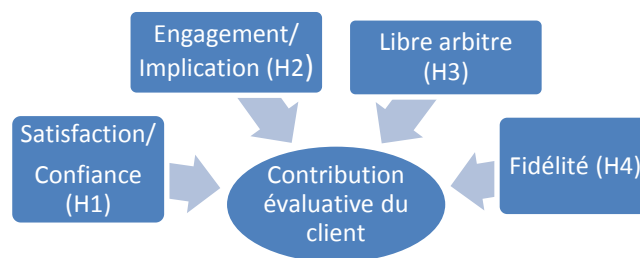 Engagement/
Implication (H2)
Libre arbitre
(H3)
Satisfaction/
Confiance
(H1)
Contribution
évaluative du
client
Fidélité (H4)